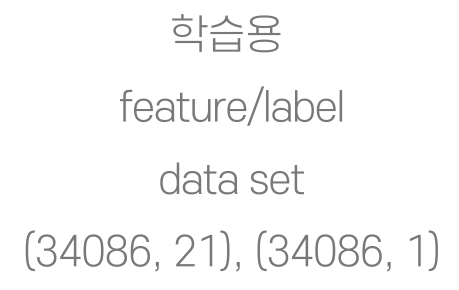 학습용
feature/label
data set
(34086, 21), (34086, 1)